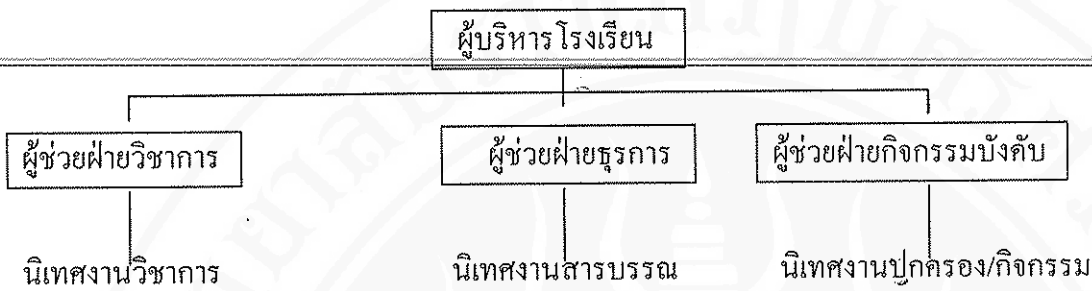 ผู้บริหารโรงเรียน
ผู้ช่วยฝ่ายวิชาการ
ผู้ช่วยฝ่ายธุรการ
ผู้ช่วยฝ่ายกิจกรรมบังคับ
นิเทศงานวิชาการ
นิเทศงานสารบรรณ
นิเทศงานปกครอง/กิจกรรม